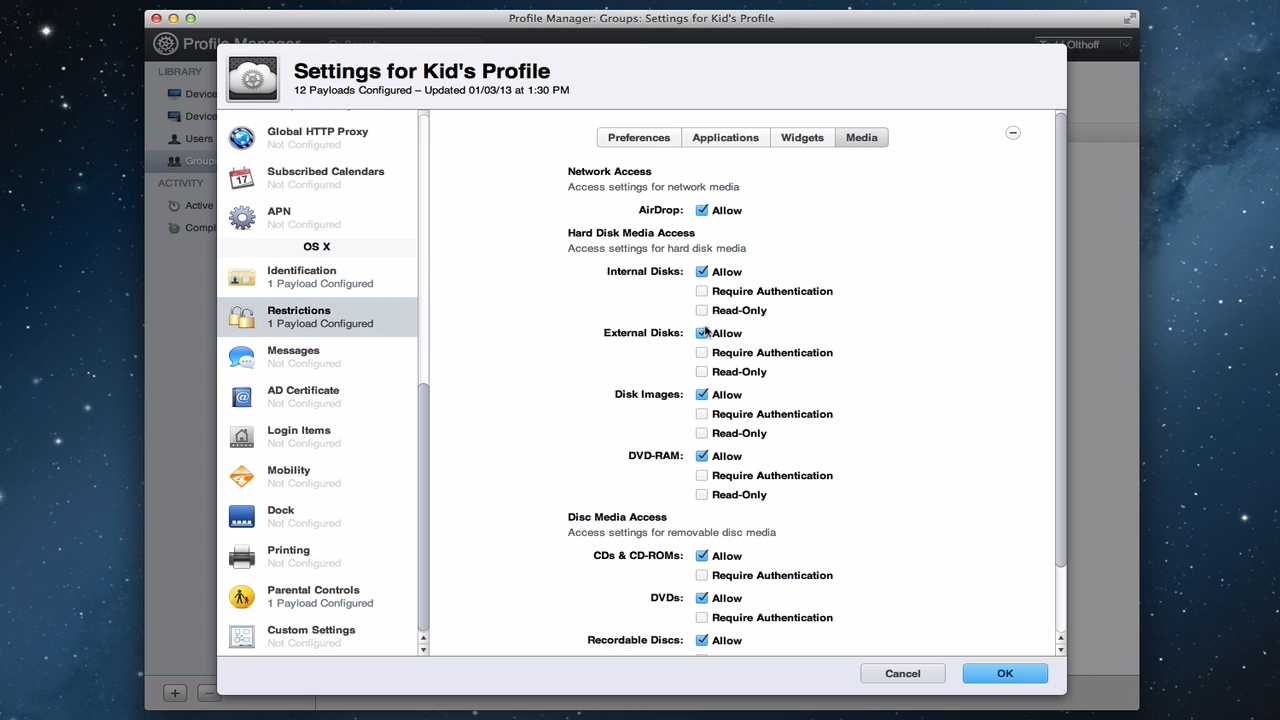 Profile Manager: Groups: Settings for Kid's Profile
Profile Manager
Todd Olthoff
Settings for Kid's Profile
12 Payloads Configured – Updated 01/03/13 at 1:30 PM
LIBRARY
Device
Device
Users
Groups
ACTIVITY
Active
Compl
Global HTTP Proxy
Not Configured
Subscribed Calendars
Not Configured
17
APN
Not Configured
OS X
Identification
1 Payload Configured
Restrictions
1 Payload Configured
Messages
Not Configured
AD Certificate
Not Configured
Login Items
Not Configured
Mobility
Not Configured
Dock
Not Configured
Printing
Not Configured
Parental Controls
1 Payload Configured
Custom Settings
Not Configured
Preferences Applications Widgets Media
Network Access
Access settings for network media
AirDrop: Allow
Hard Disk Media Access
Access settings for hard disk media
Internal Disks: Allow
Require Authentication
Read-Only
External Disks: Allow
Require Authentication
Read-Only
Disk Images: Allow
Require Authentication
Read-Only
DVD-RAM: Allow
Require Authentication
Read-Only
Disc Media Access
Access settings for removable disc media
CDs & CD-ROMs: Allow
Require Authentication
DVDs: Allow
Require Authentication
Recordable Discs: Allow
Cancel OK